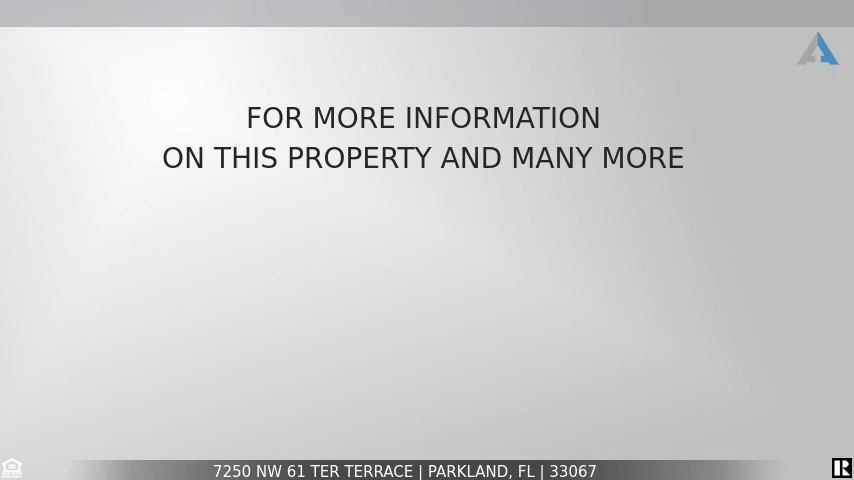 FOR MORE INFORMATION
ON THIS PROPERTY AND MANY MORE
7250 NW 61 TER TERRACE | PARKLAND, FL | 33067